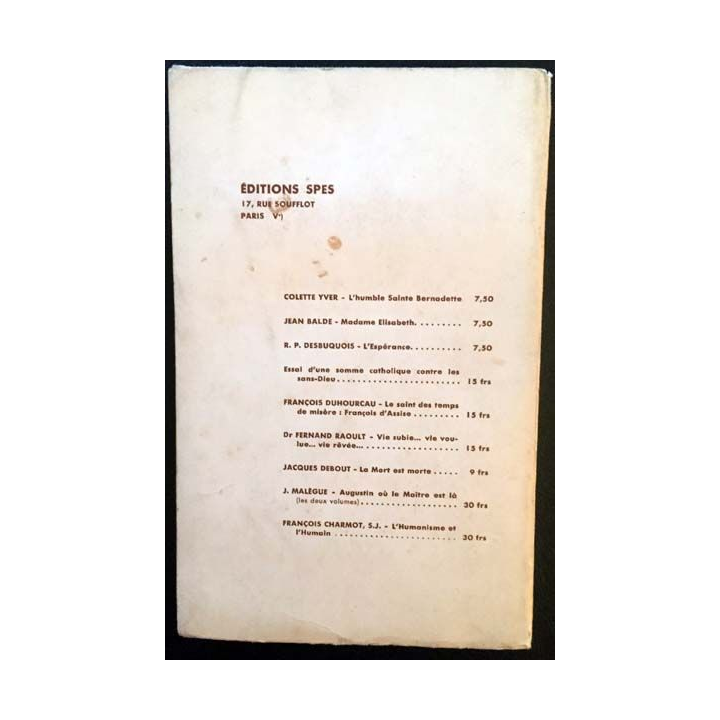 ÉDITIONS SPES
17, RUE SOUFFLOT
PARIS Vᵉ)
COLETTE YVER - L'humble Sainte Bernadette 7,50
JEAN BALDE - Madame Elisabeth. . . . . . . . . 7,50
R. P. DESBUQUOIS - L'Espérance. . . . . . . . . 7,50
Essai d'une somme catholique contre les
sans-Dieu . . . . . . . . . . . . . . . . . . . . . . . 15 frs
FRANÇOIS DUHOURCAU - Le saint des temps
de misère : François d'Assise . . . . . . . . . 15 frs
Dr FERNAND RAOULT - Vie subie... vie vou-
lue... vie rêvée... . . . . . . . . . . . . . . . . . . 15 frs
JACQUES DEBOUT - La Mort est morte . . . . . 9 frs
J. MALÈGUE - Augustin où le Maître est là
(les deux volumes) . . . . . . . . . . . . . . . . . . 30 frs
FRANÇOIS CHARMOT, S.J. - L'Humanisme et
l'Humain . . . . . . . . . . . . . . . . . . . . . . . 30 frs